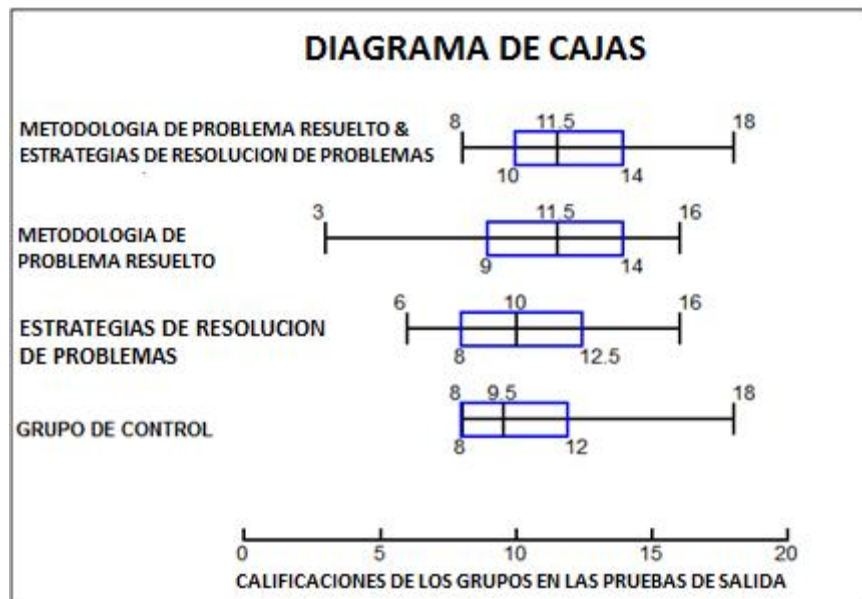 DIAGRAMA DE CAJAS
METODOLOGIA DE PROBLEMA RESUELTO &
ESTRATEGIAS DE RESOLUCION DE PROBLEMAS
8 11.5 18
10 14
METODOLOGIA DE
PROBLEMA RESUELTO
3 11.5 16
9 14
ESTRATEGIAS DE RESOLUCION
DE PROBLEMAS
6 10 16
8 12.5
GRUPO DE CONTROL
8 9.5 18
8 12
0 5 10 15 20
CALIFICACIONES DE LOS GRUPOS EN LAS PRUEBAS DE SALIDA